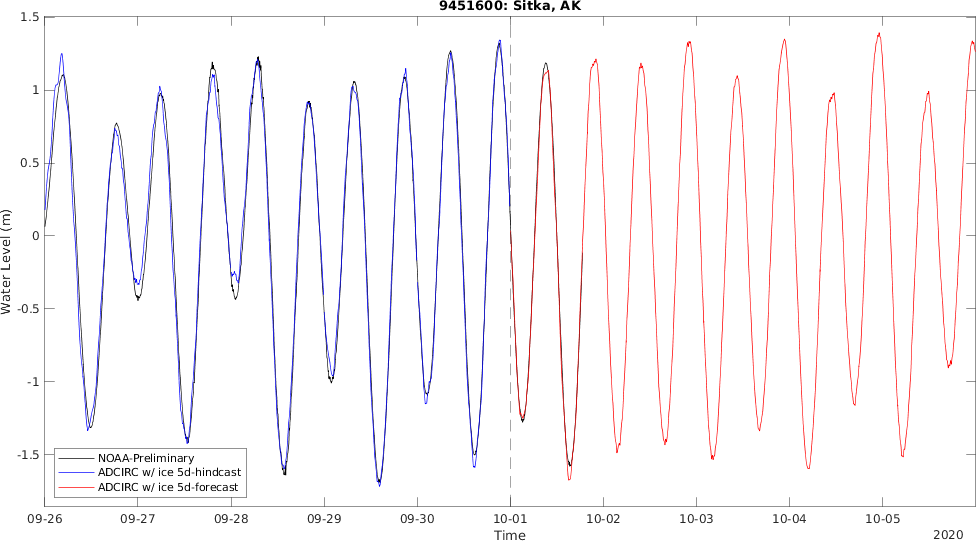 9451600: Sitka, AK
1.5
1
0.5
0
-0.5
-1
-1.5
Water Level (m)
NOAA-Preliminary
ADCIRC w/ ice 5d-hindcast
ADCIRC w/ ice 5d-forecast
09-26 09-27 09-28 09-29 09-30 10-01 10-02 10-03 10-04 10-05
Time
2020